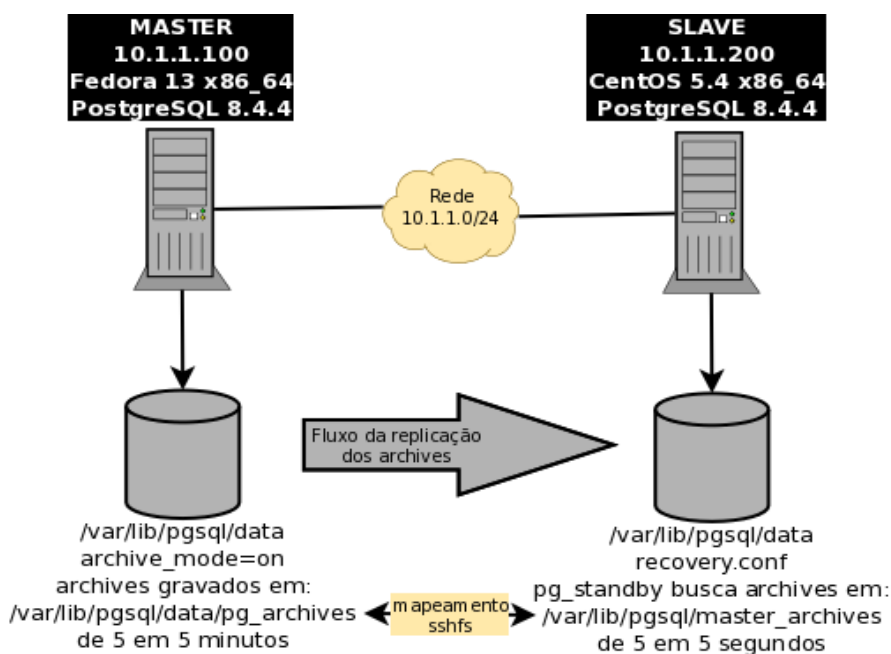 MASTER
10.1.1.100
Fedora 13 x86_64
PostgreSQL 8.4.4
SLAVE
10.1.1.200
CentOS 5.4 x86_64
PostgreSQL 8.4.4
Rede
10.1.1.0/24
Fluxo da replicação
dos archives
/var/lib/pgsql/data
archive_mode=on
archives gravados em:
/var/lib/pgsql/data/pg_archives
de 5 em 5 minutos
mapeamento
sshfs
/var/lib/pgsql/data
recovery.conf
pg_standby busca archives em:
/var/lib/pgsql/master_archives
de 5 em 5 segundos